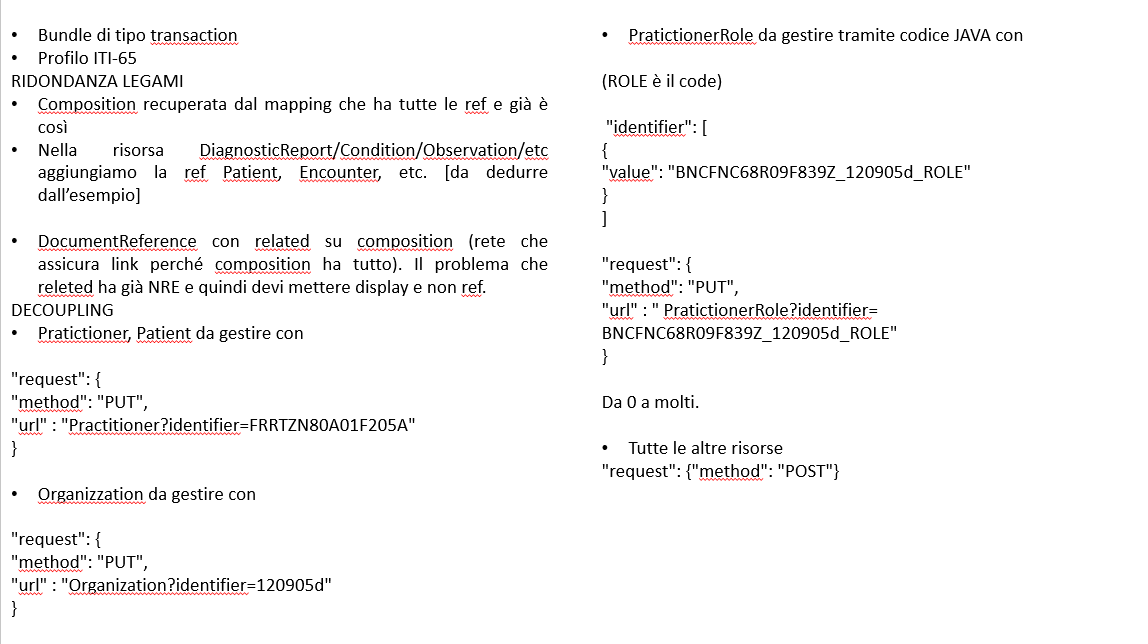 • Bundle di tipo transaction
• Profilo ITI-65
RIDONDANZA LEGAMI
• Composition recuperata dal mapping che ha tutte le ref e già è
così
• Nella risorsa DiagnosticReport/Condition/Observation/etc
aggiungiamo la ref Patient, Encounter, etc. [da dedurre
dall’esempio]
• DocumentReference con related su composition (rete che
assicura link perché composition ha tutto). Il problema che
releted ha già NRE e quindi devi mettere display e non ref.
DECOUPLING
• Pratictioner, Patient da gestire con
"request": {
"method": "PUT",
"url" : "Practitioner?identifier=FRRTZN80A01F205A"
}
• Organizzation da gestire con
"request": {
"method": "PUT",
"url" : "Organization?identifier=120905d"
}
• PratictionerRole da gestire tramite codice JAVA con
(ROLE è il code)
"identifier": [
{
"value": "BNCFNC68R09F839Z_120905d_ROLE"
}
]
"request": {
"method": "PUT",
"url" : " PratictionerRole?identifier=
BNCFNC68R09F839Z_120905d_ROLE"
}
Da 0 a molti.
• Tutte le altre risorse
"request": {"method": "POST"}